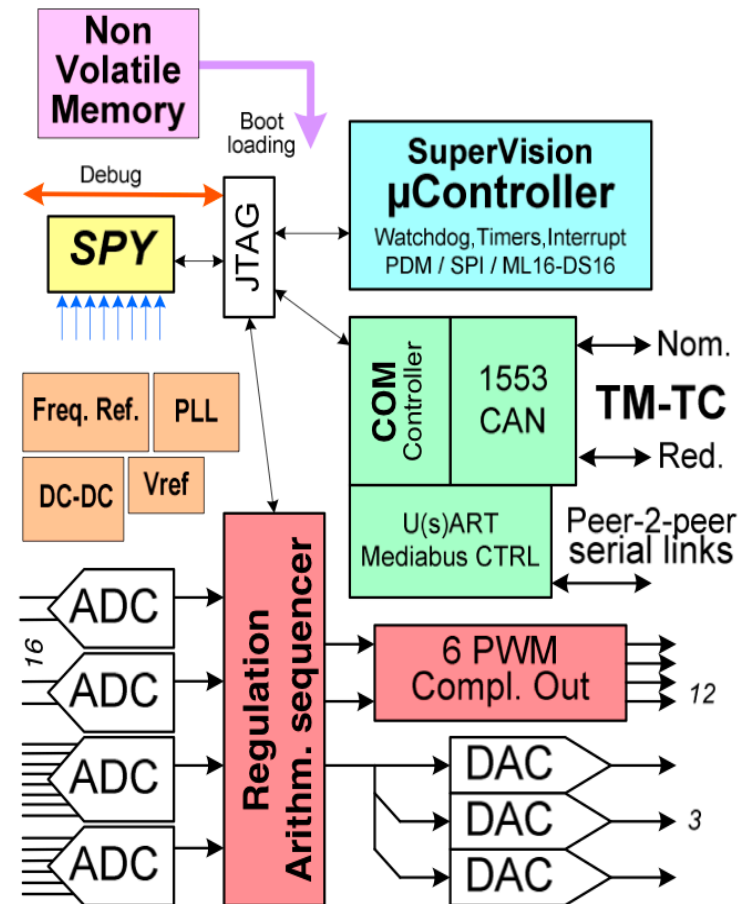 Non
Volatile
Memory
Boot
loading
SuperVision
µController
Watchdog,Timers,Interrupt
PDM / SPI / ML16-DS16
Debug
JTAG
SPY
COM
Controller
1553
CAN
Nom.
TM-TC
Red.
Freq. Ref.
PLL
DC-DC
Vref
U(s)ART
Mediabus CTRL
Peer-2-peer
serial links
Regulation
Arithm. sequencer
ADC
16
ADC
ADC
ADC
6 PWM
Compl. Out
12
DAC
DAC
3
DAC